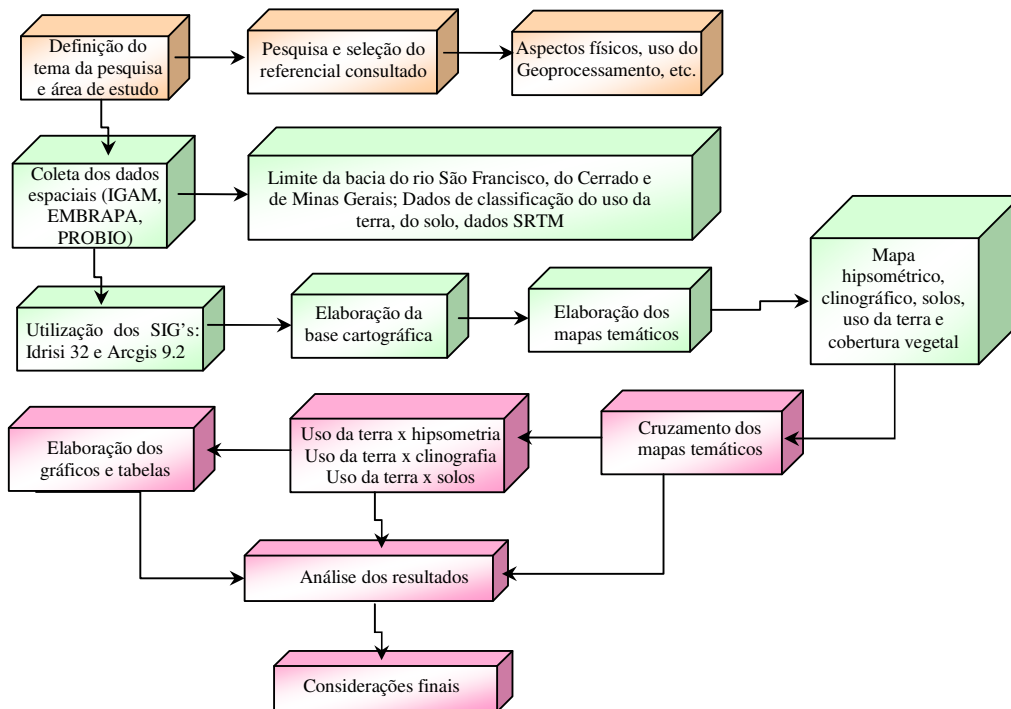 Definição do
tema da pesquisa
e área de estudo
Pesquisa e seleção do
referencial consultado
Aspectos físicos, uso do
Geoprocessamento, etc.
Coleta dos dados
espaciais (IGAM,
EMBRAPA,
PROBIO)
Limite da bacia do rio São Francisco, do Cerrado e
de Minas Gerais; Dados de classificação do uso da
terra, do solo, dados SRTM
Utilização dos SIG's:
Idrisi 32 e Arcgis 9.2
Elaboração da
base cartográfica
Elaboração dos
mapas temáticos
Mapa
hipsométrico,
clinográfico, solos,
uso da terra e
cobertura vegetal
Elaboração dos
gráficos e tabelas
Uso da terra x hipsometria
Uso da terra x clinografia
Uso da terra x solos
Cruzamento dos
mapas temáticos
Análise dos resultados
Considerações finais